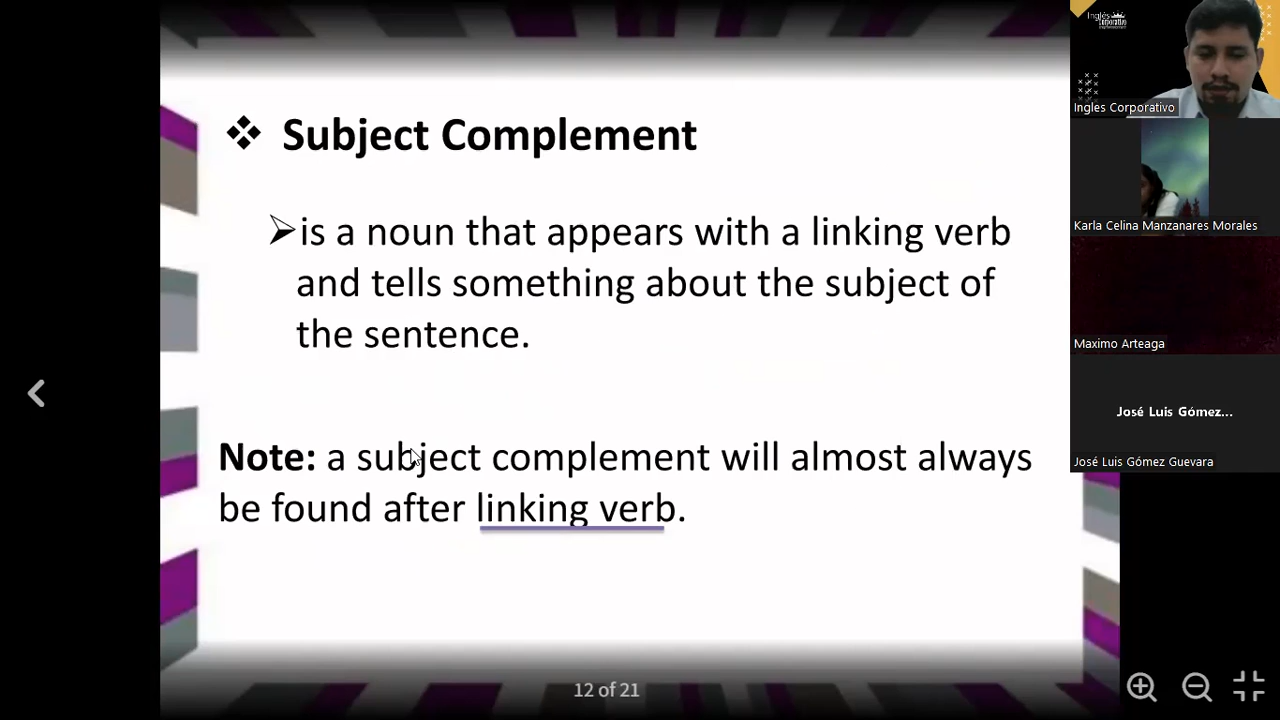 Subject Complement
is a noun that appears with a linking verb
and tells something about the subject of
the sentence.
Note: a subject complement will almost always
be found after linking verb.
12 of 21
Inglés
Corporativo
Ingles Corporativo
Karla Celina Manzanares Morales
Maximo Arteaga
José Luis Gómez...
José Luis Gómez Guevara